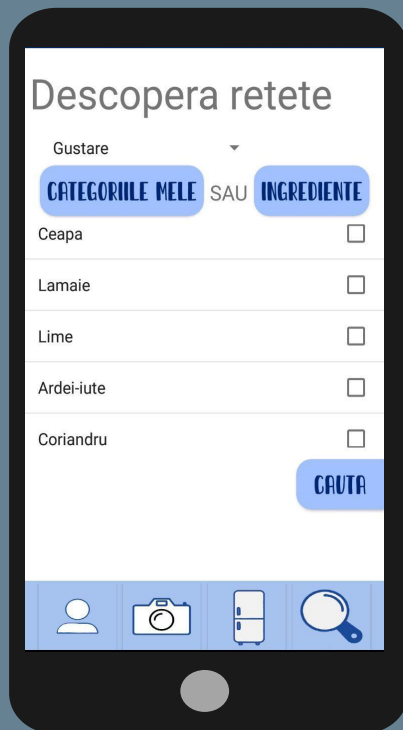 Descopera retete
Gustare
CATEGORIILE MELE SAU INGREDIENTE
Ceapa
Lamaie
Lime
Ardei-iute
Coriandru
CAUTA